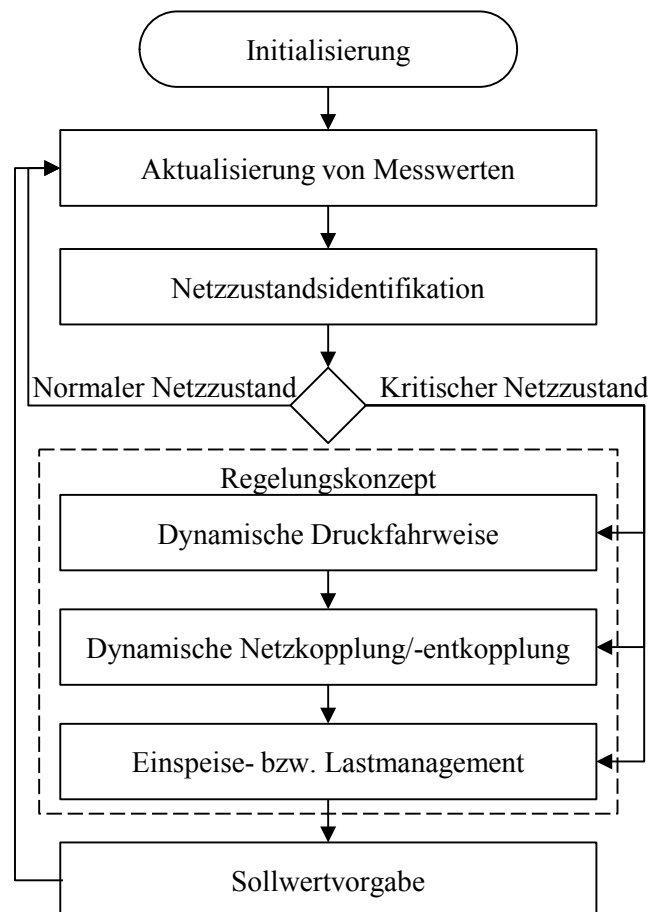 Initialisierung
Aktualisierung von Messwerten
Netzzustandsidentifikation
Normaler Netzzustand
Kritischer Netzzustand
Regelungskonzept
Dynamische Druckfahrweise
Dynamische Netzkopplung/-entkopplung
Einspeise- bzw. Lastmanagement
Sollwertvorgabe